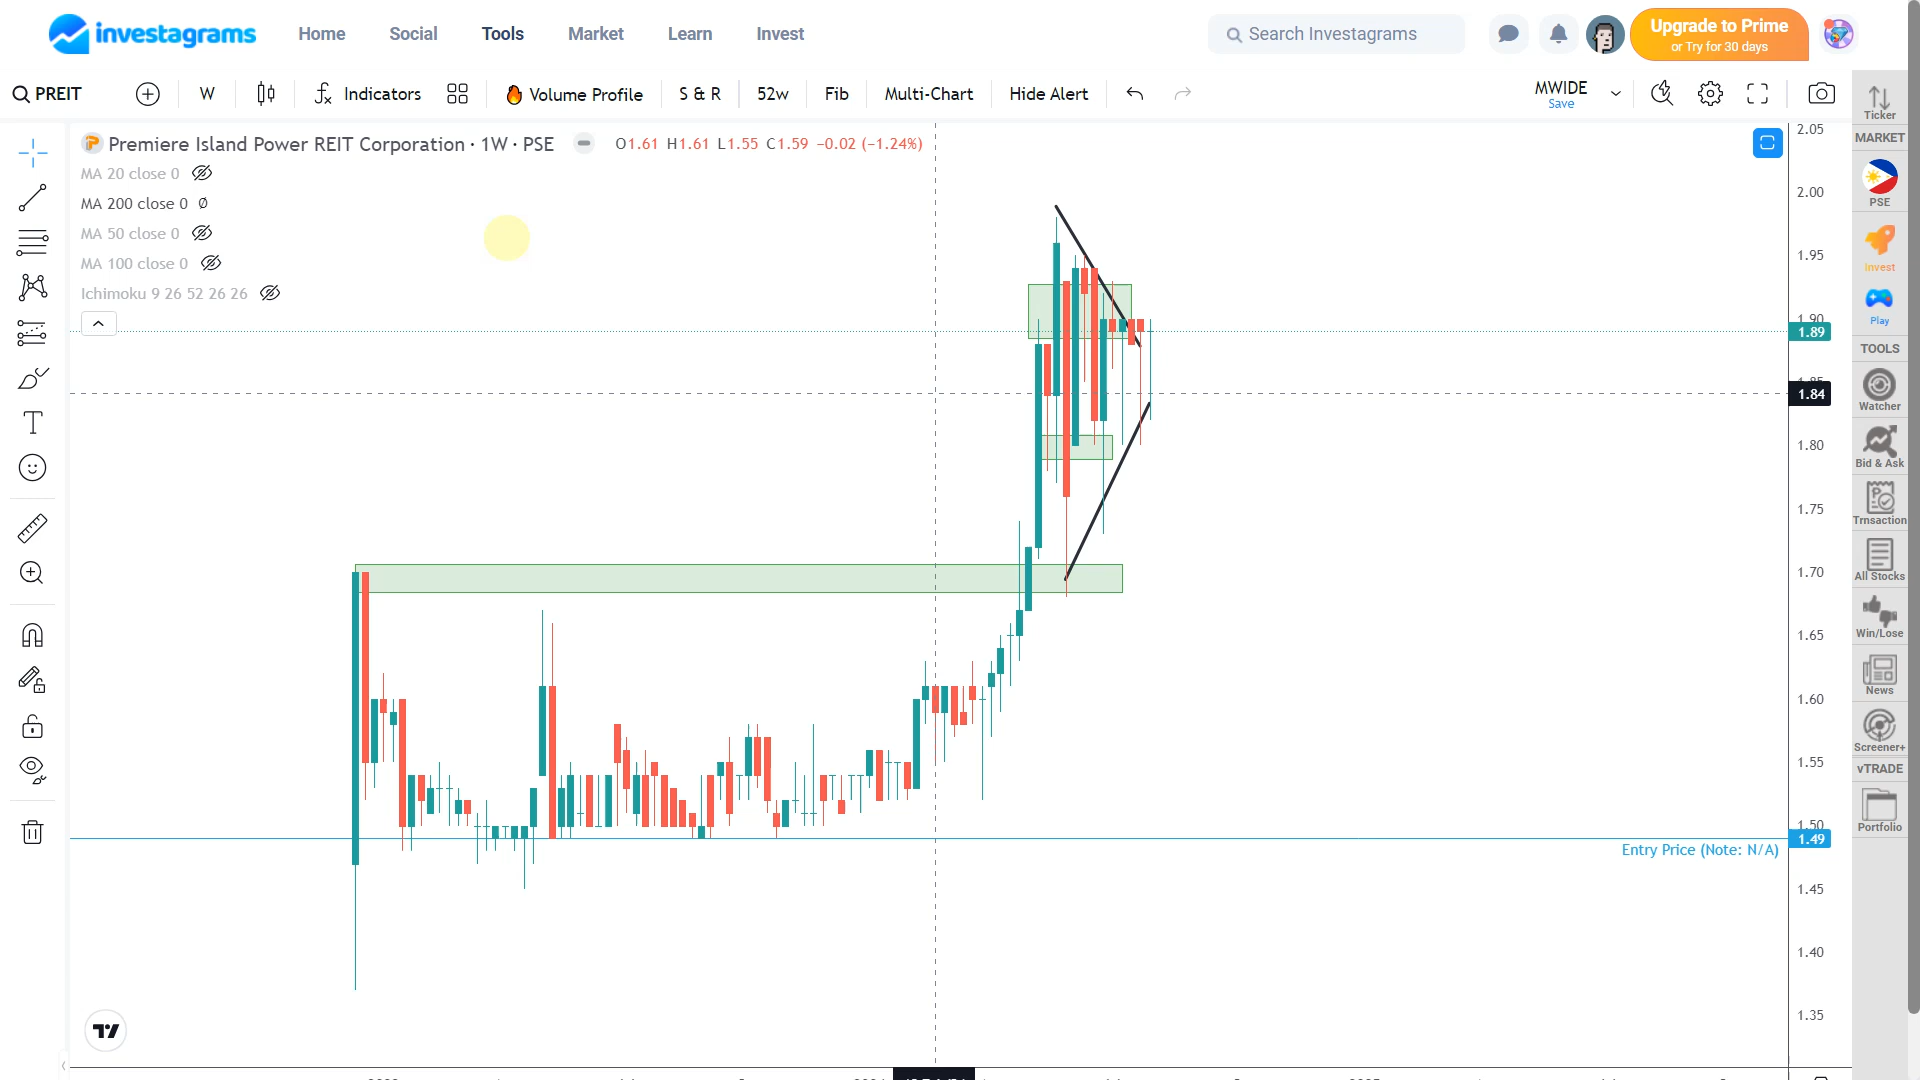 investagrams Home Social Tools Market Learn Invest Search Investagrams Upgrade to Prime
or Try for 30 days
PREIT W Indicators Volume Profile S & R 52w Fib Multi-Chart Hide Alert MWIDE
Save
Premiere Island Power REIT Corporation · 1W · PSE O1.61 H1.61 L1.55 C1.59 −0.02 (−1.24%)
MA 20 close 0
MA 200 close 0 Ø
MA 50 close 0
MA 100 close 0
Ichimoku 9 26 52 26 26
2.05
2.00
1.95
1.90
1.89
1.85
1.84
1.80
1.75
1.70
1.65
1.60
1.55
1.50
1.49
Entry Price (Note: N/A)
1.45
1.40
1.35
Ticker
MARKET
PSE
Invest
Play
TOOLS
Watcher
Bid & Ask
Trnsaction
All Stocks
Win/Lose
News
Screener+
vTRADE
Portfolio